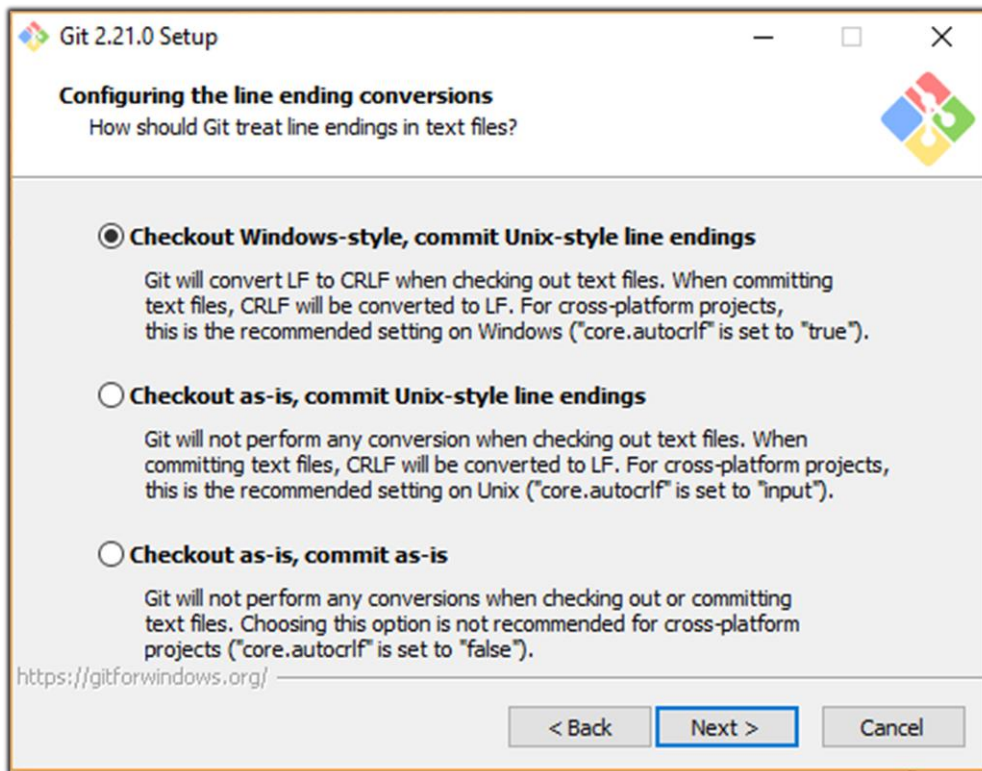 Git 2.21.0 Setup
Configuring the line ending conversions
How should Git treat line endings in text files?
Checkout Windows-style, commit Unix-style line endings
Git will convert LF to CRLF when checking out text files. When committing
text files, CRLF will be converted to LF. For cross-platform projects,
this is the recommended setting on Windows ("core.autocrlf" is set to "true").
Checkout as-is, commit Unix-style line endings
Git will not perform any conversion when checking out text files. When
committing text files, CRLF will be converted to LF. For cross-platform projects,
this is the recommended setting on Unix ("core.autocrlf" is set to "input").
Checkout as-is, commit as-is
Git will not perform any conversions when checking out or committing
text files. Choosing this option is not recommended for cross-platform
projects ("core.autocrlf" is set to "false").
https://gitforwindows.org/
< Back Next > Cancel